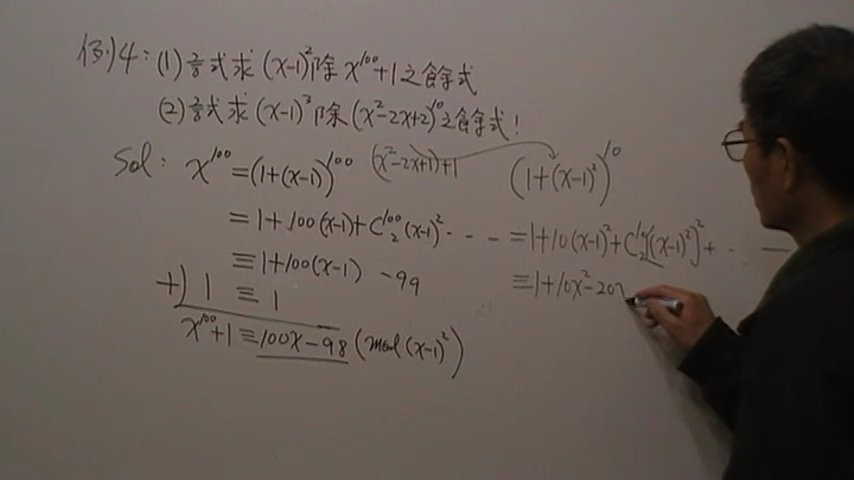 例4：(1) 試求 (x-1)²除 x¹⁰⁰+1 之餘式
(2) 試求 (x-1)³除 (x²-2x+2)¹⁰之餘式!
Sol： x¹⁰⁰ = (1+(x-1))¹⁰⁰
= 1+100(x-1)+C¹⁰⁰₂(x-1)² · · ·
≡ 1+100(x-1) -99
+) 1 ≡ 1
x¹⁰⁰+1 ≡ 100x-98 (mod (x-1)²)
(x²-2x+1)+1
(1+(x-1)²)¹⁰
= 1+10(x-1)²+C¹⁰₂[(x-1)²]²+ · · —
≡ 1+10x²-20x